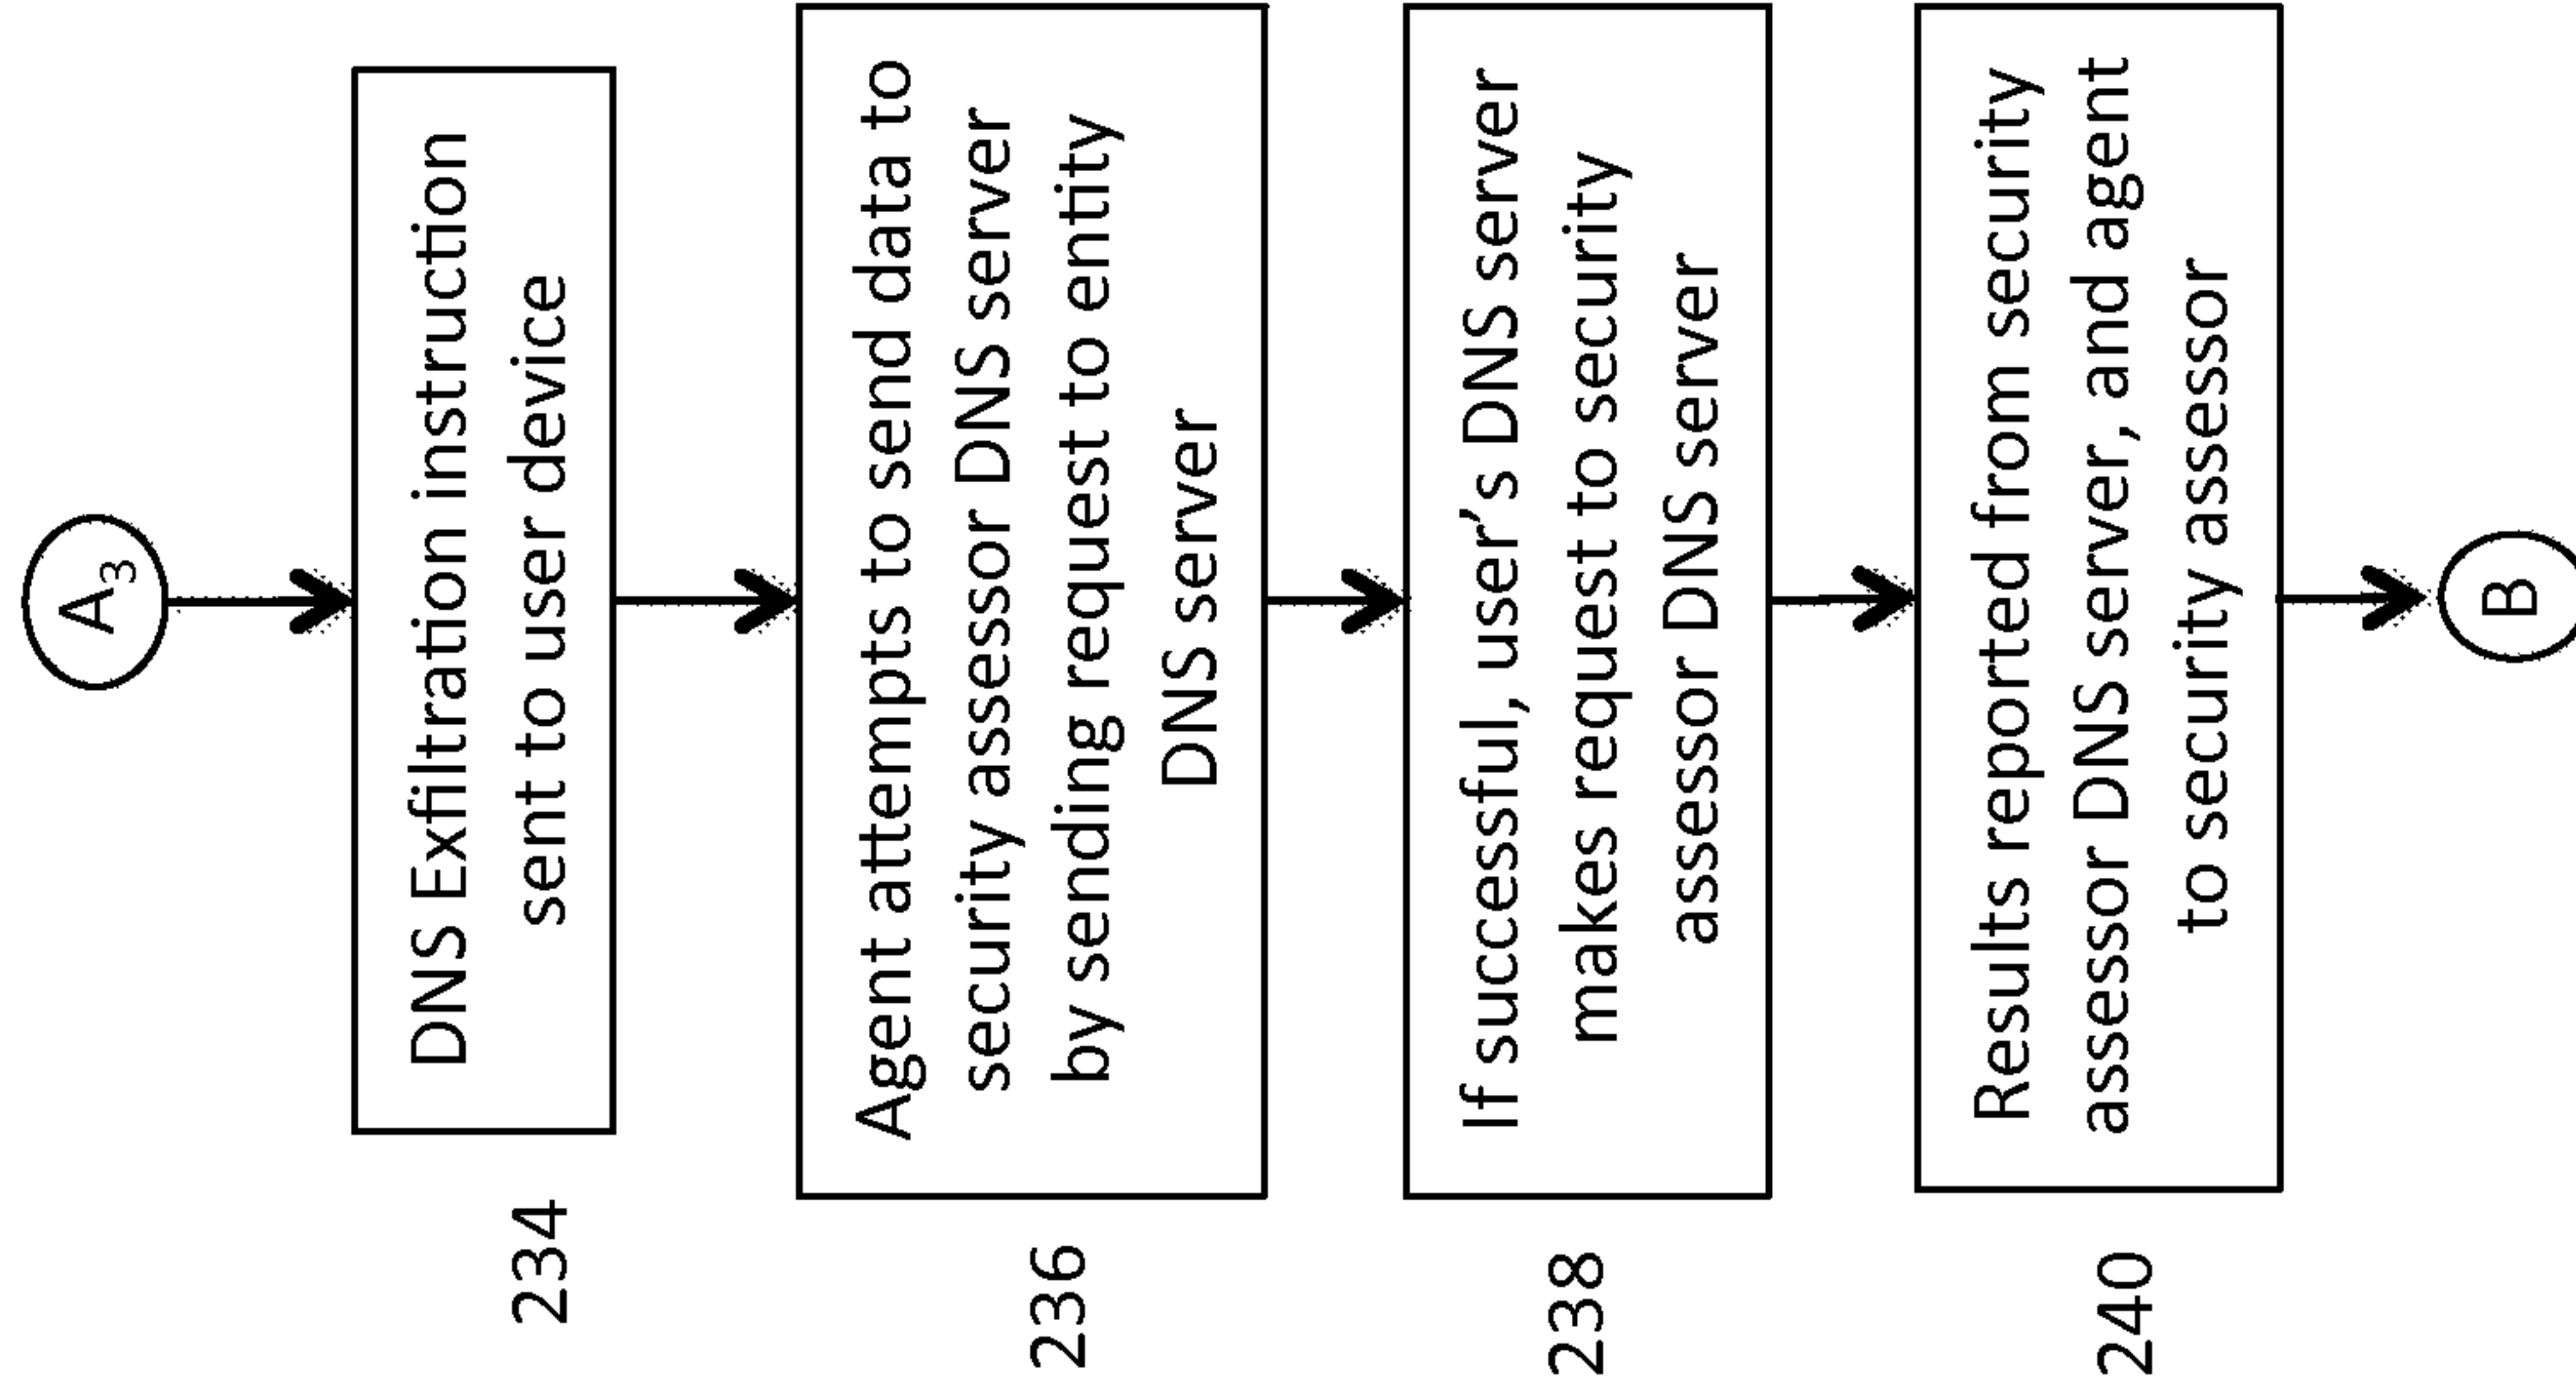 A3
234
DNS Exfiltration instruction
sent to user device
236
Agent attempts to send data to
security assessor DNS server
by sending request to entity
DNS server
238
If successful, user’s DNS server
makes request to security
assessor DNS server
240
Results reported from security
assessor DNS server, and agent
to security assessor
B